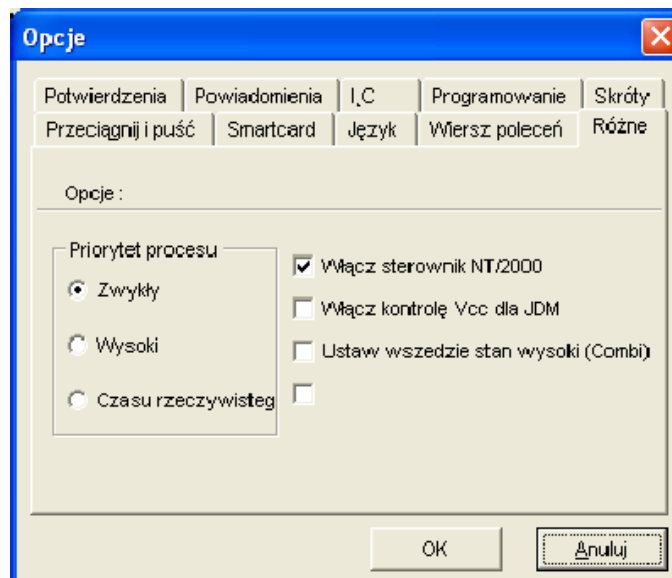 Opcje
Potwierdzenia Powiadomienia I,C Programowanie Skróty
Przeciągnij i puść Smartcard Język Wiersz poleceń Różne
Opcje :
Priorytet procesu
Zwykły
Wysoki
Czasu rzeczywisteg
Włącz sterownik NT/2000
Włącz kontrolę Vcc dla JDM
Ustaw wszedzie stan wysoki (Combi)
OK Anuluj